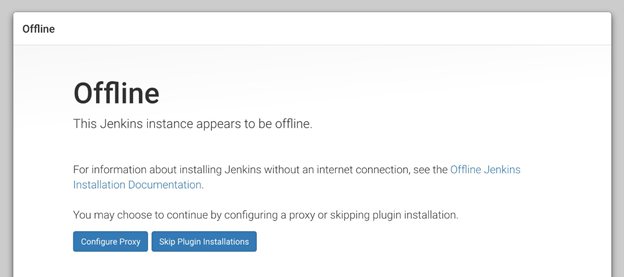 Offline
Offline
This Jenkins instance appears to be offline.
For information about installing Jenkins without an internet connection, see the Offline Jenkins
Installation Documentation.
You may choose to continue by configuring a proxy or skipping plugin installation.
Configure Proxy Skip Plugin Installations